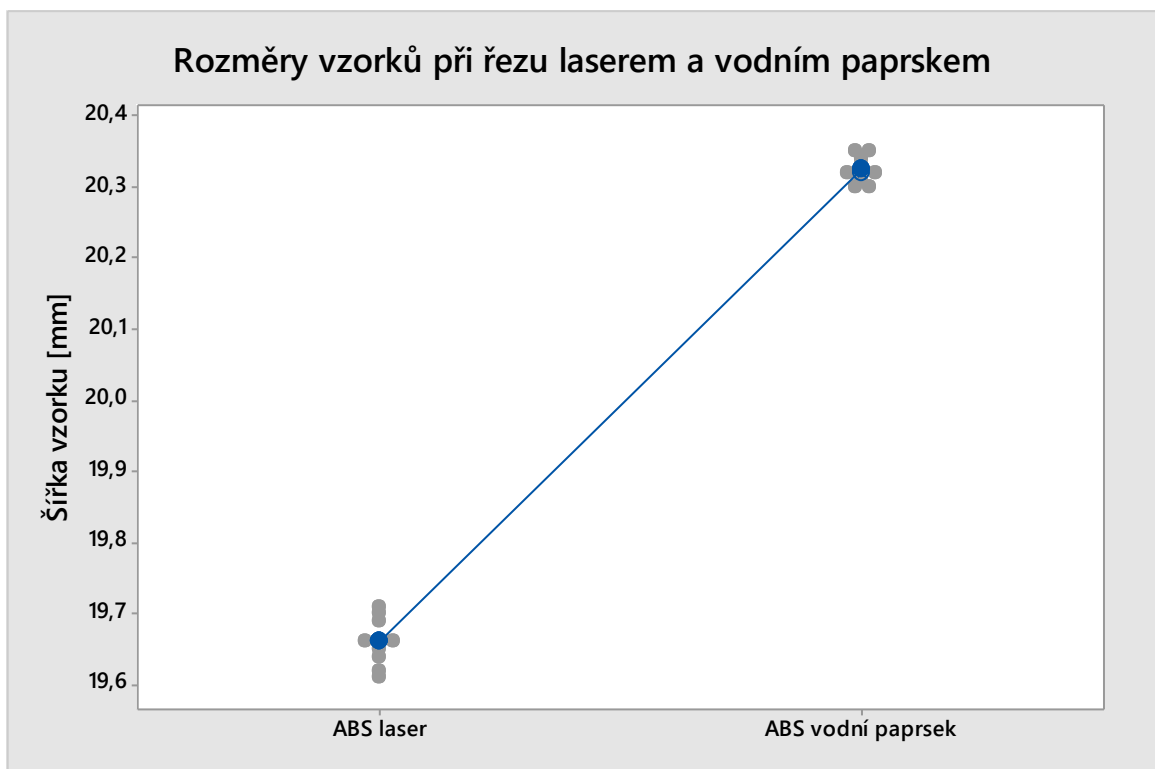 Rozměry vzorků při řezu laserem a vodním paprskem
Šířka vzorku [mm]
20,4
20,3
20,2
20,1
20,0
19,9
19,8
19,7
19,6
ABS laser
ABS vodní paprsek